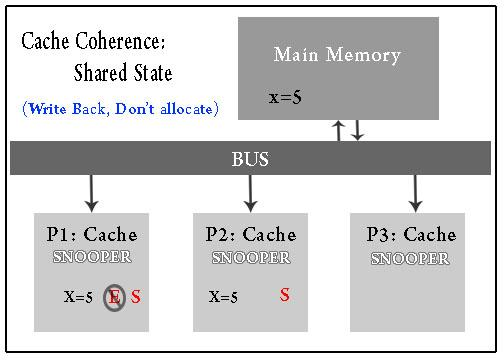 Cache Coherence:
Shared State
(Write Back, Don't allocate)
Main Memory
x=5
BUS
P1: Cache
SNOOPER
X=5 E S
P2: Cache
SNOOPER
X=5 S
P3: Cache
SNOOPER